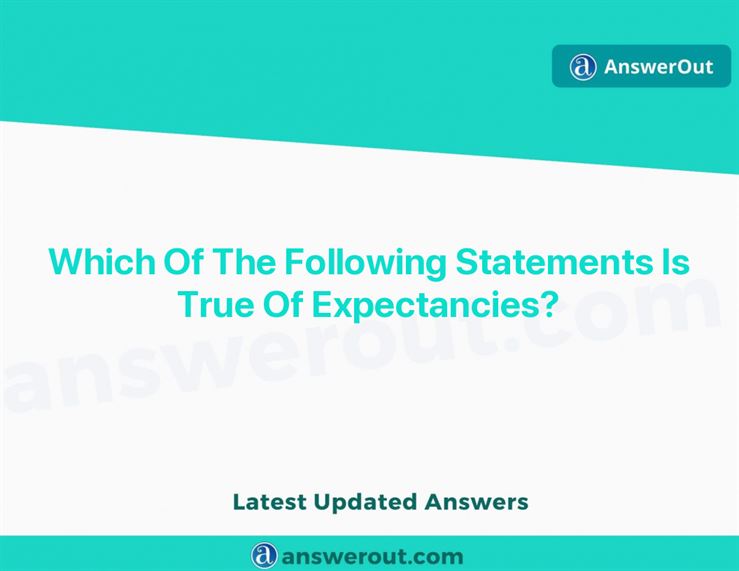 AnswerOut
Which Of The Following Statements Is
True Of Expectancies?
answerout.com
Latest Updated Answers
answerout.com